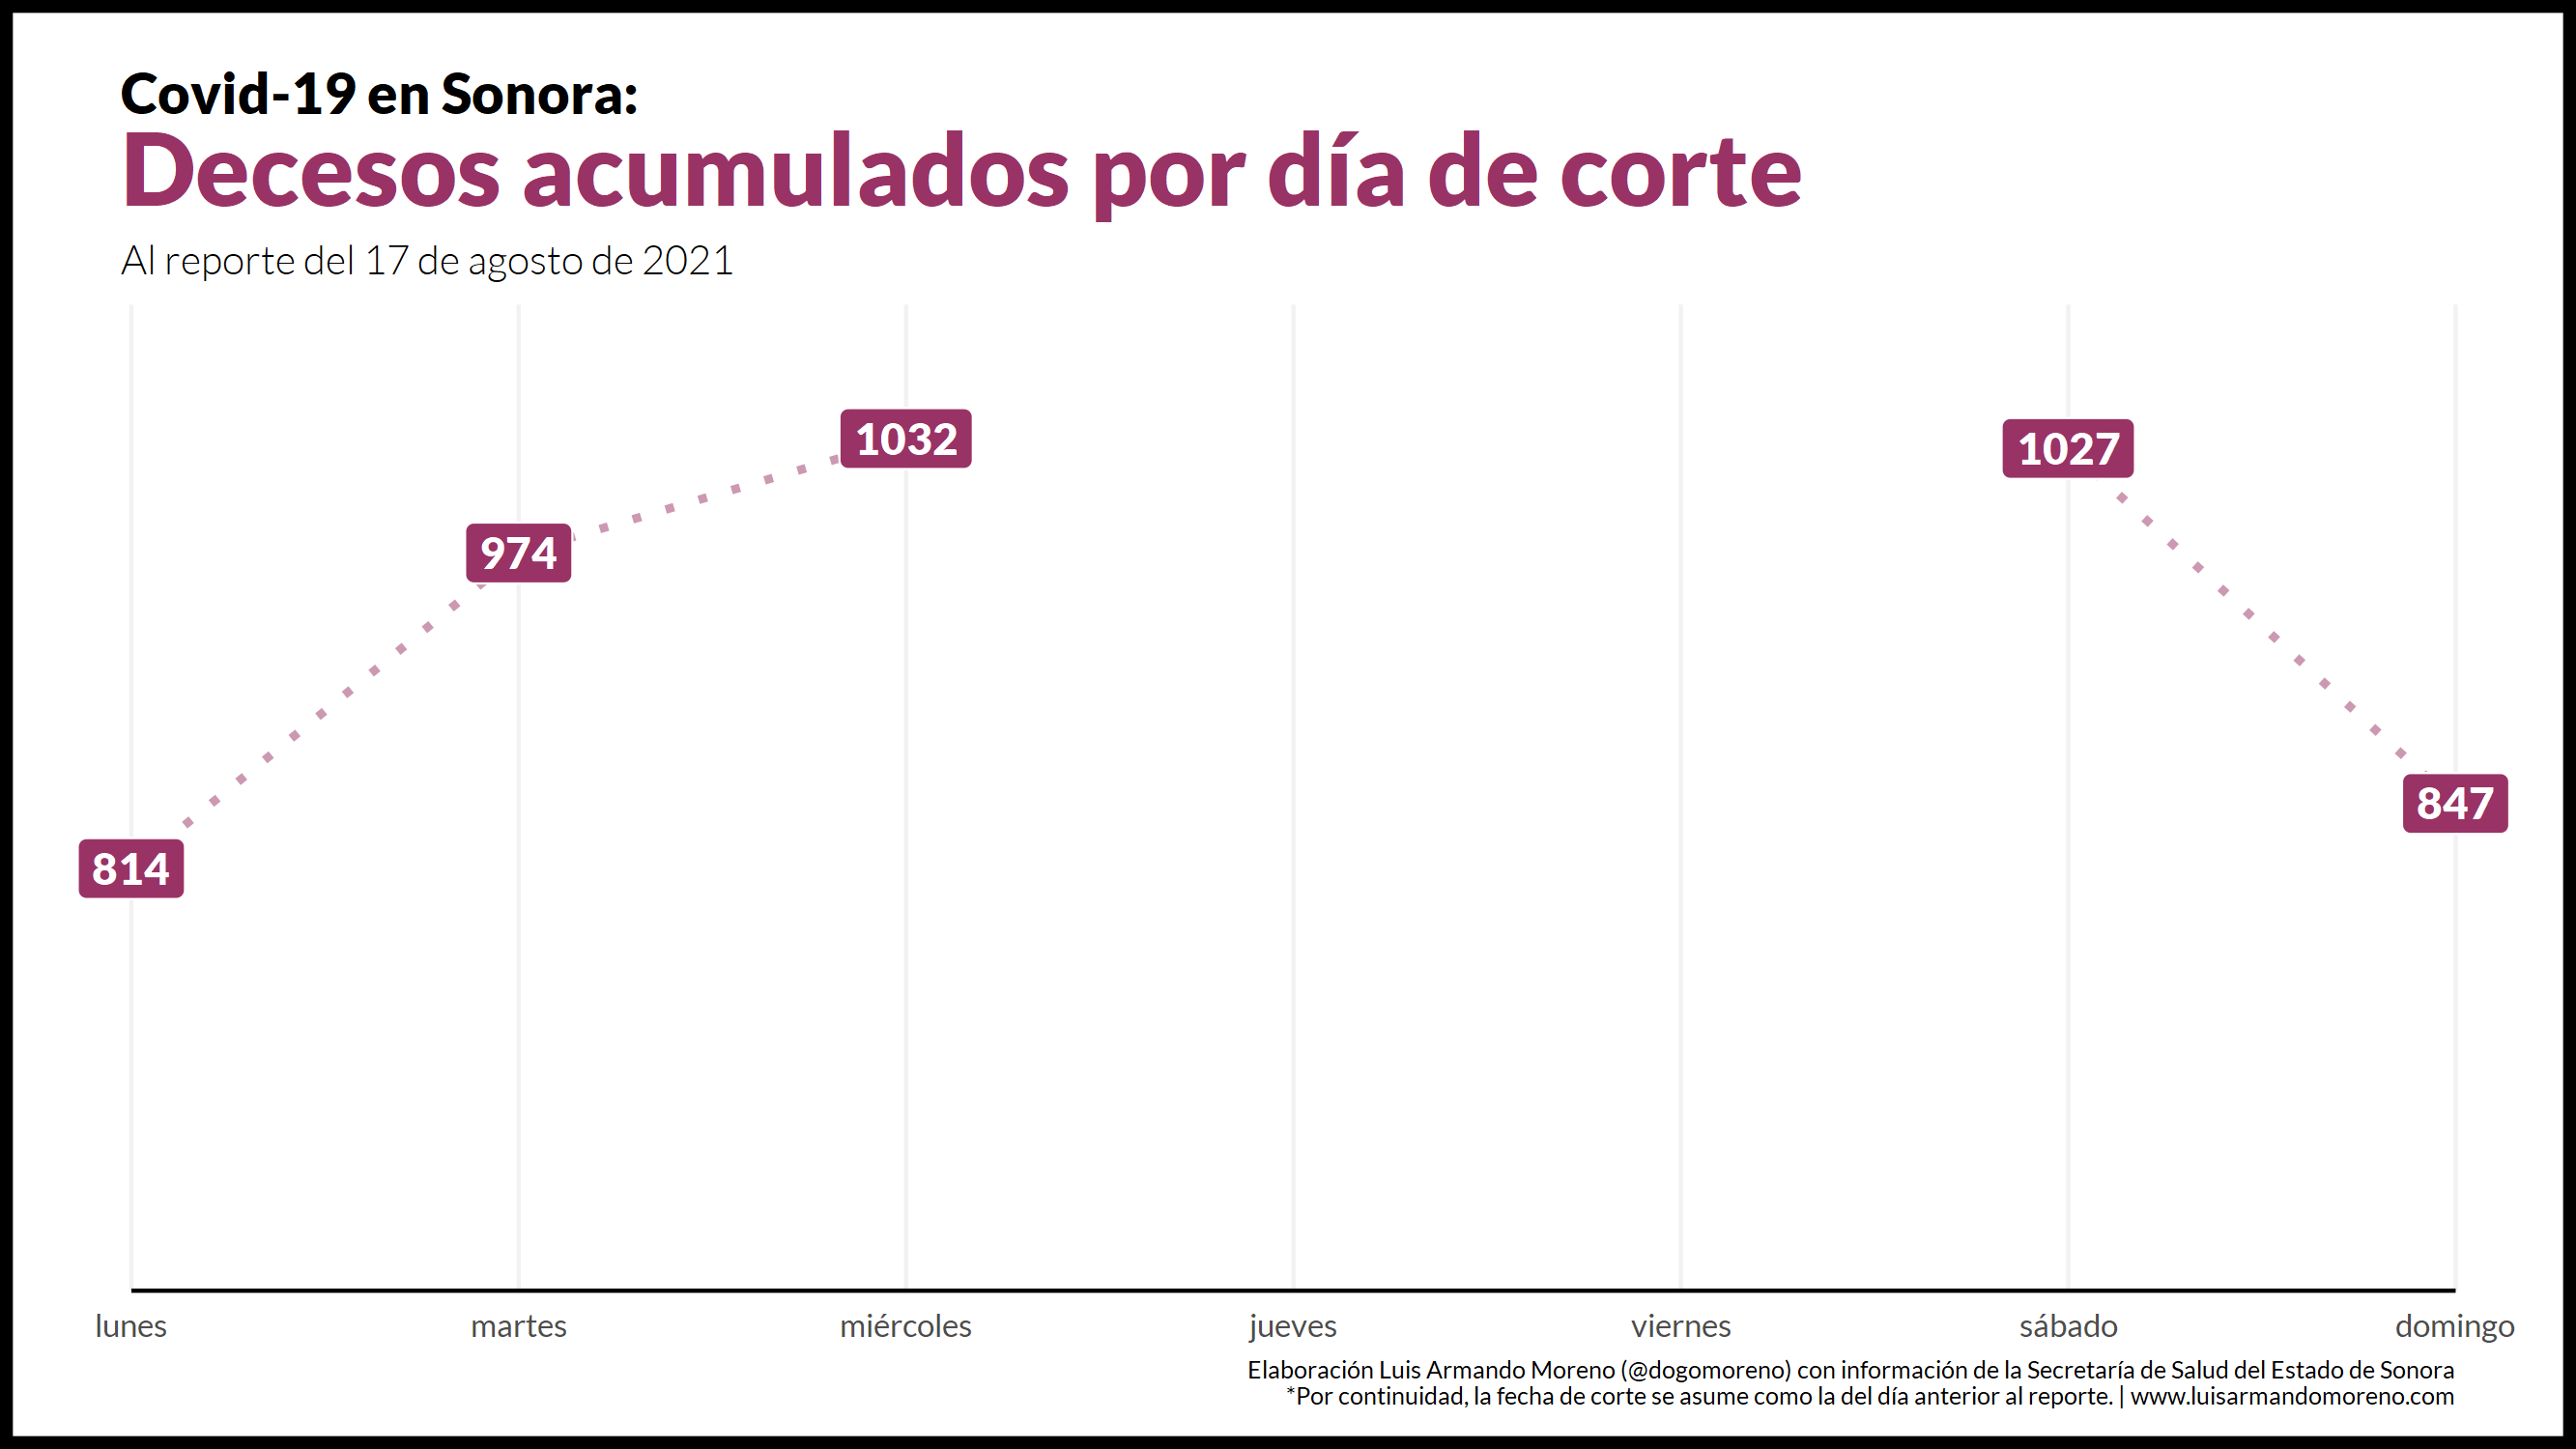 Covid-19 en Sonora:
Decesos acumulados por día de corte
Al reporte del 17 de agosto de 2021
1032
1027
974
847
814
lunes martes miércoles jueves viernes sábado domingo
Elaboración Luis Armando Moreno (@dogomoreno) con información de la Secretaría de Salud del Estado de Sonora
*Por continuidad, la fecha de corte se asume como la del día anterior al reporte. | www.luisarmandomoreno.com